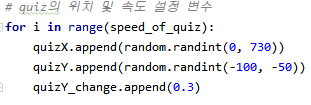 # quiz의 위치 및 속도 설정 변수
for i in range(speed_of_quiz):
    quizX.append(random.randint(0, 730))
    quizY.append(random.randint(-100, -50))
    quizY_change.append(0.3)